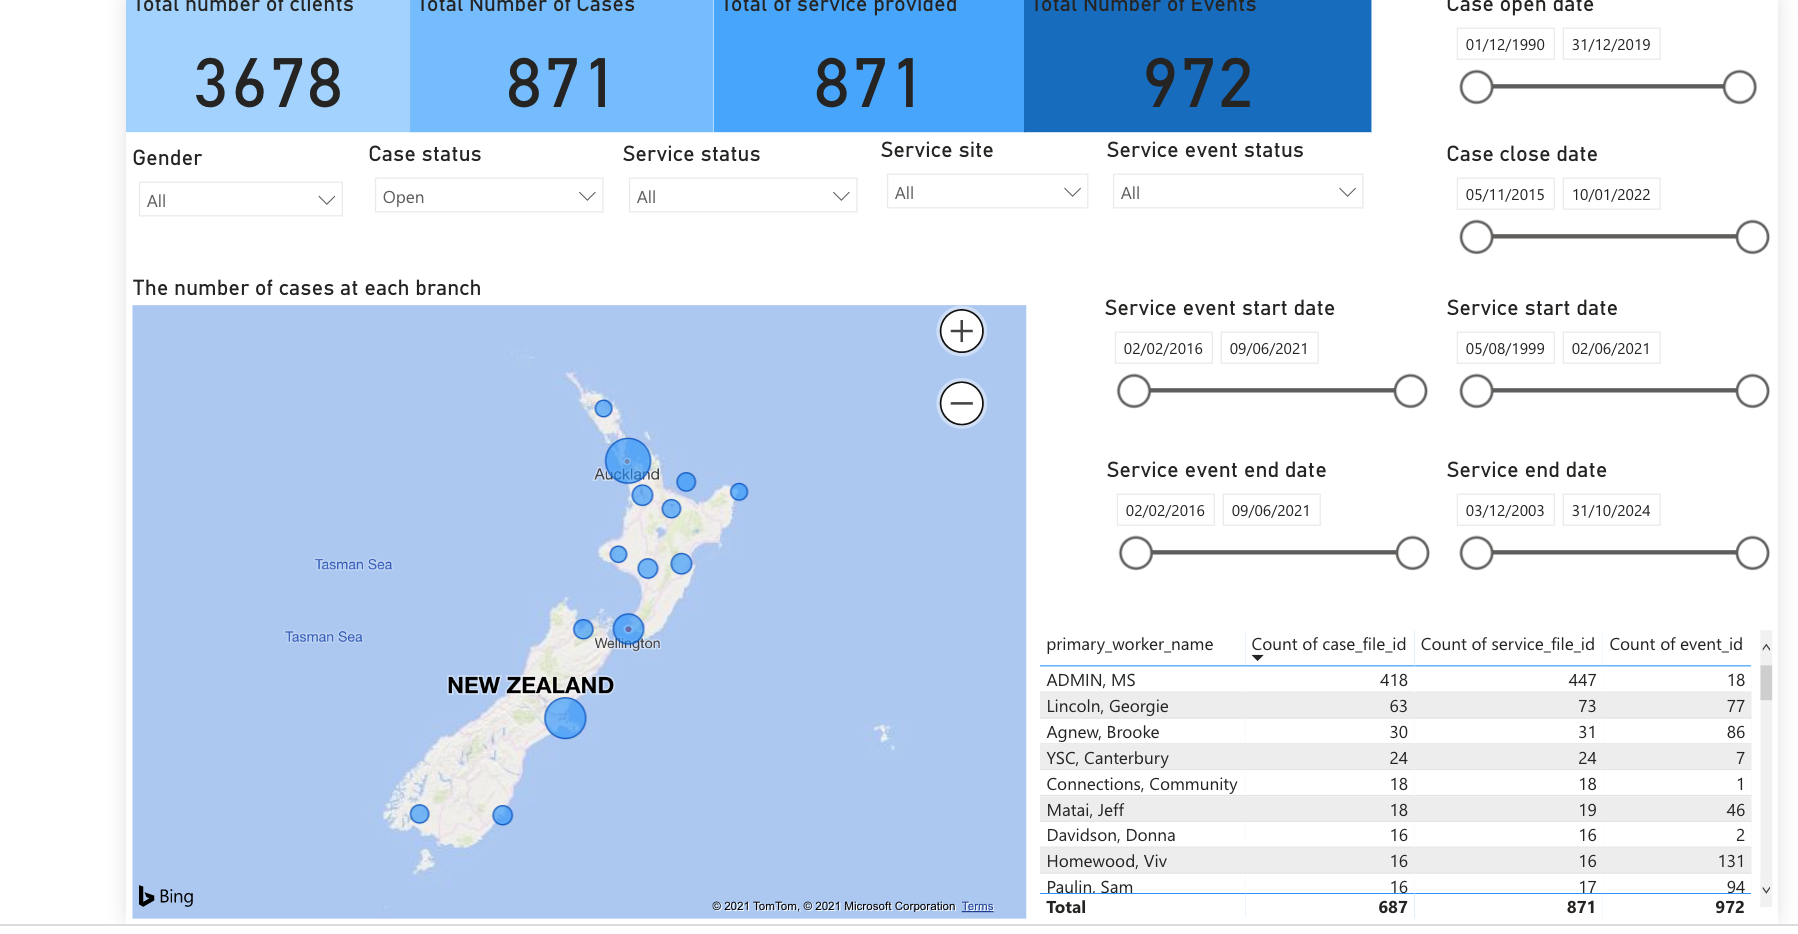 Total number of clients
Total Number of Cases
Total of service provided
Total Number of Events
3678
871
871
972
Case open date
01/12/1990 31/12/2019
Gender
All
Case status
Open
Service status
All
Service site
All
Service event status
All
Case close date
05/11/2015 10/01/2022
The number of cases at each branch
Auckland
Tasman Sea
Tasman Sea
Wellington
NEW ZEALAND
Bing
© 2021 TomTom, © 2021 Microsoft Corporation Terms
Service event start date
02/02/2016 09/06/2021
Service start date
05/08/1999 02/06/2021
Service event end date
02/02/2016 09/06/2021
Service end date
03/12/2003 31/10/2024
primary_worker_name Count of case_file_id Count of service_file_id Count of event_id
ADMIN, MS 418 447 18
Lincoln, Georgie 63 73 77
Agnew, Brooke 30 31 86
YSC, Canterbury 24 24 7
Connections, Community 18 18 1
Matai, Jeff 18 19 46
Davidson, Donna 16 16 2
Homewood, Viv 16 16 131
Paulin, Sam 16 17 94
Total 687 871 972